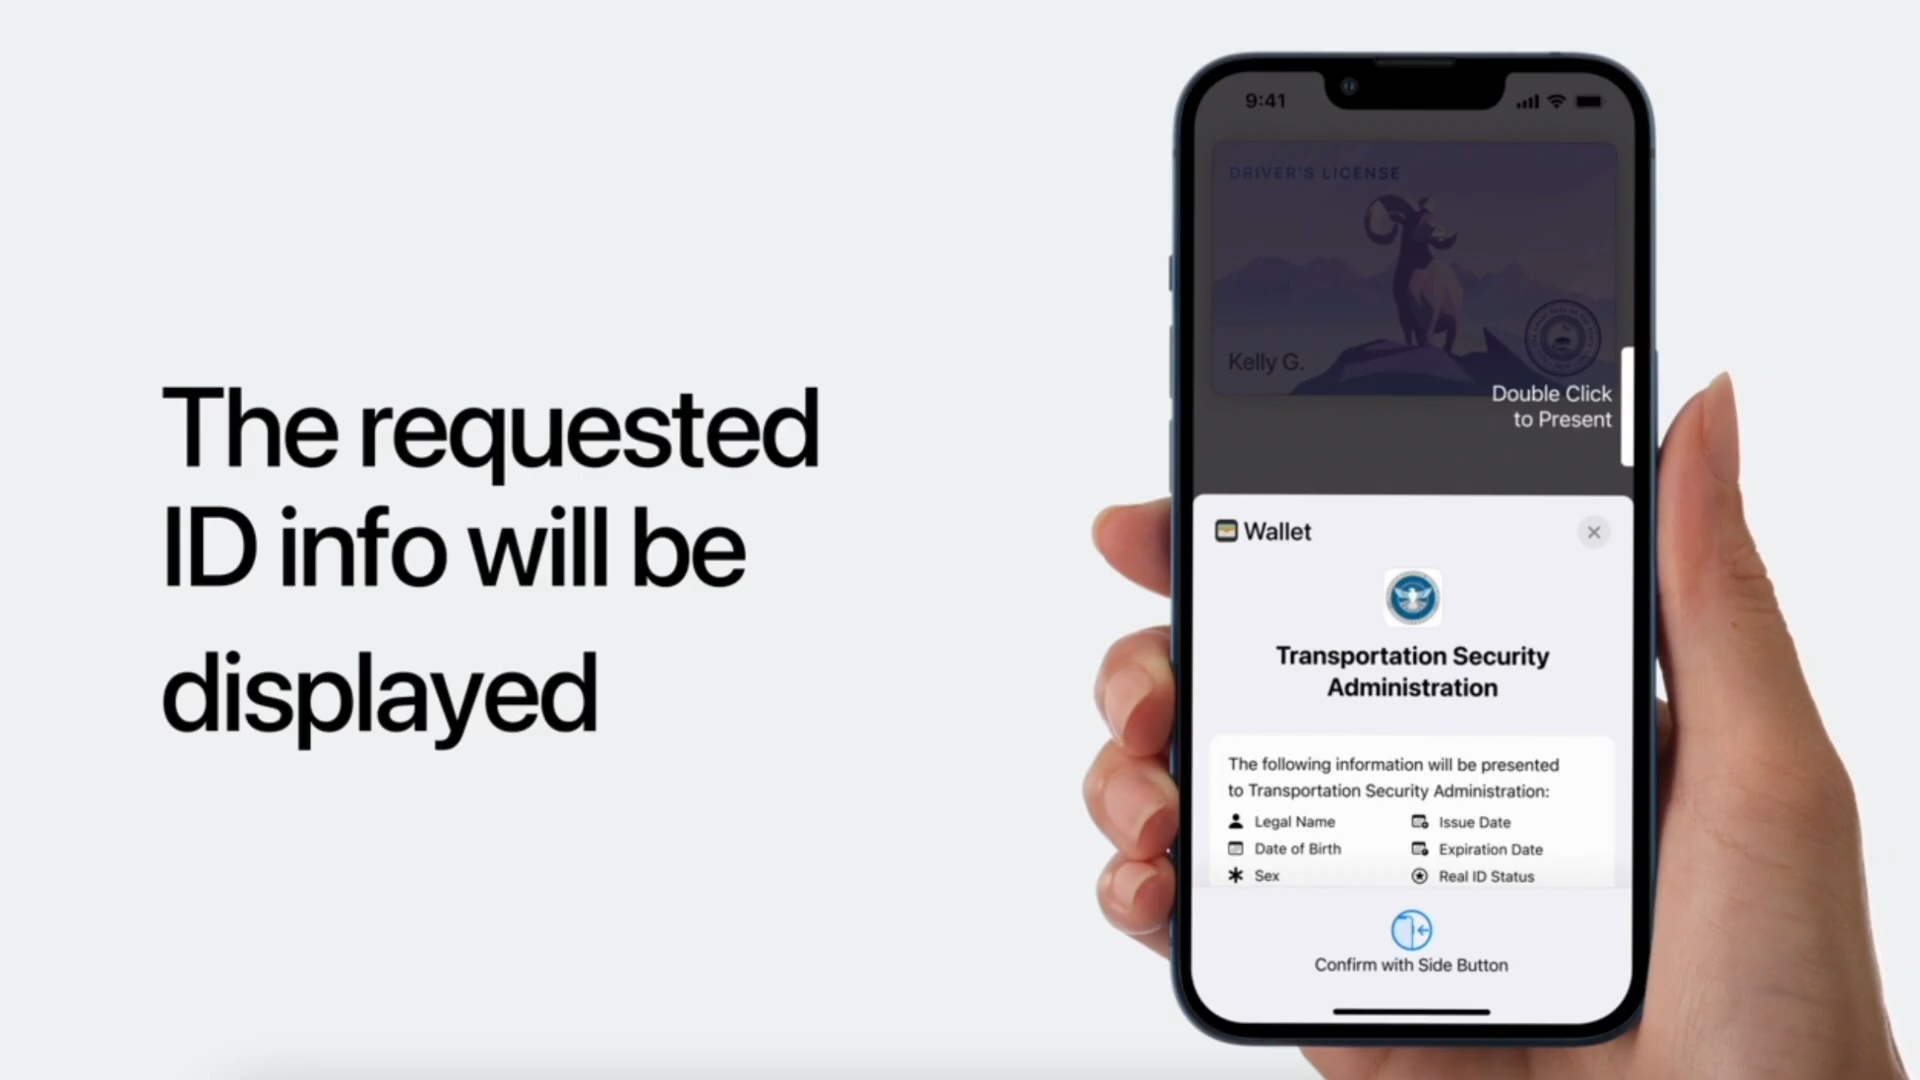 The requested
ID info will be
displayed
9:41
DRIVER'S LICENSE
Kelly G.
Double Click
to Present
Wallet
Transportation Security
Administration
The following information will be presented
to Transportation Security Administration:
Legal Name
Issue Date
Date of Birth
Expiration Date
Sex
Real ID Status
Confirm with Side Button